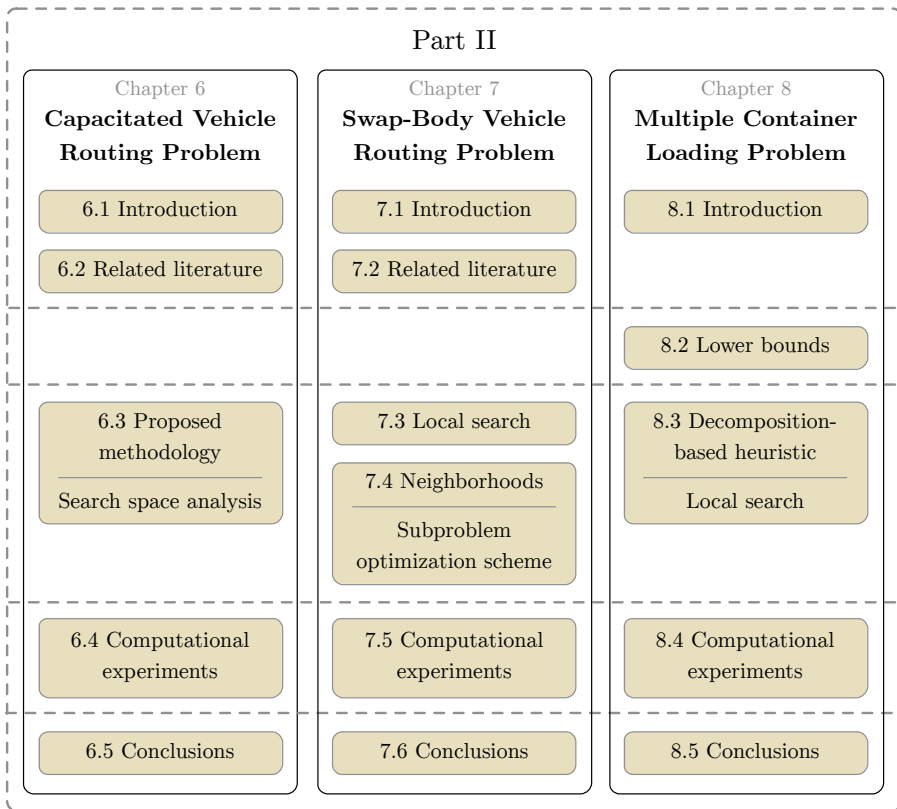 Part II
Chapter 6
Capacitated Vehicle
Routing Problem
6.1 Introduction
6.2 Related literature
6.3 Proposed
methodology
Search space analysis
6.4 Computational
experiments
6.5 Conclusions
Chapter 7
Swap-Body Vehicle
Routing Problem
7.1 Introduction
7.2 Related literature
7.3 Local search
7.4 Neighborhoods
Subproblem
optimization scheme
7.5 Computational
experiments
7.6 Conclusions
Chapter 8
Multiple Container
Loading Problem
8.1 Introduction
8.2 Lower bounds
8.3 Decomposition-
based heuristic
Local search
8.4 Computational
experiments
8.5 Conclusions